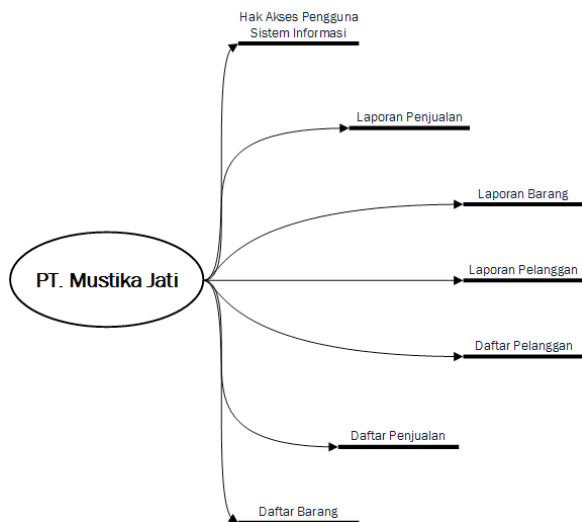 Hak Akses Pengguna
Sistem Informasi
Laporan Penjualan
Laporan Barang
PT. Mustika Jati
Laporan Pelanggan
Daftar Pelanggan
Daftar Penjualan
Daftar Barang